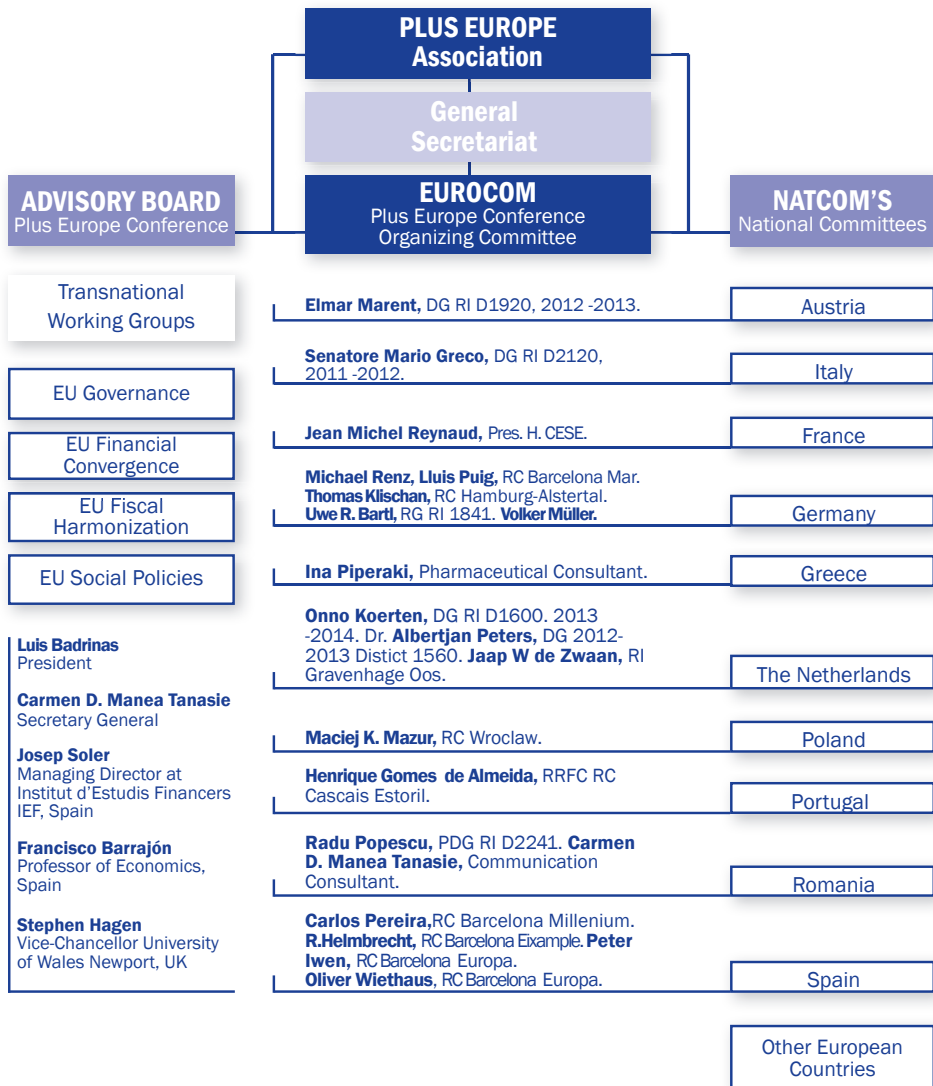 PLUS EUROPE
Association
General
Secretariat
EUROCOM
Plus Europe Conference
Organizing Committee
ADVISORY BOARD
Plus Europe Conference
NATCOM'S
National Committees
Transnational
Working Groups
EU Governance
EU Financial
Convergence
EU Fiscal
Harmonization
EU Social Policies
Luis Badrinas
President
Carmen D. Manea Tanasie
Secretary General
Josep Soler
Managing Director at
Institut d'Estudis Financers
IEF, Spain
Francisco Barrajón
Professor of Economics,
Spain
Stephen Hagen
Vice-Chancellor University
of Wales Newport, UK
Elmar Marent, DG RI D1920, 2012 -2013.
Austria
Senatore Mario Greco, DG RI D2120,
2011 -2012.
Italy
Jean Michel Reynaud, Pres. H. CESE.
France
Michael Renz, Lluis Puig, RC Barcelona Mar.
Thomas Klischan, RC Hamburg-Alstertal.
Uwe R. Bartl, RG RI 1841. Volker Müller.
Germany
Ina Piperaki, Pharmaceutical Consultant.
Greece
Onno Koerten, DG RI D1600. 2013
-2014. Dr. Albertjan Peters, DG 2012-
2013 Distict 1560. Jaap W de Zwaan, RI
Gravenhage Oos.
The Netherlands
Maciej K. Mazur, RC Wroclaw.
Poland
Henrique Gomes de Almeida, RRFC RC
Cascais Estoril.
Portugal
Radu Popescu, PDG RI D2241. Carmen
D. Manea Tanasie, Communication
Consultant.
Romania
Carlos Pereira,RC Barcelona Millenium.
R.Helmbrecht, RC Barcelona Eixample. Peter
Iwen, RC Barcelona Europa.
Oliver Wiethaus, RC Barcelona Europa.
Spain
Other European
Countries